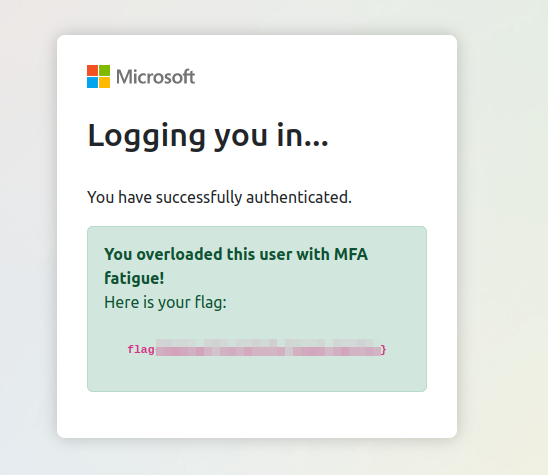 Microsoft
Logging you in...
You have successfully authenticated.
You overloaded this user with MFA
fatigue!
Here is your flag:
flag }